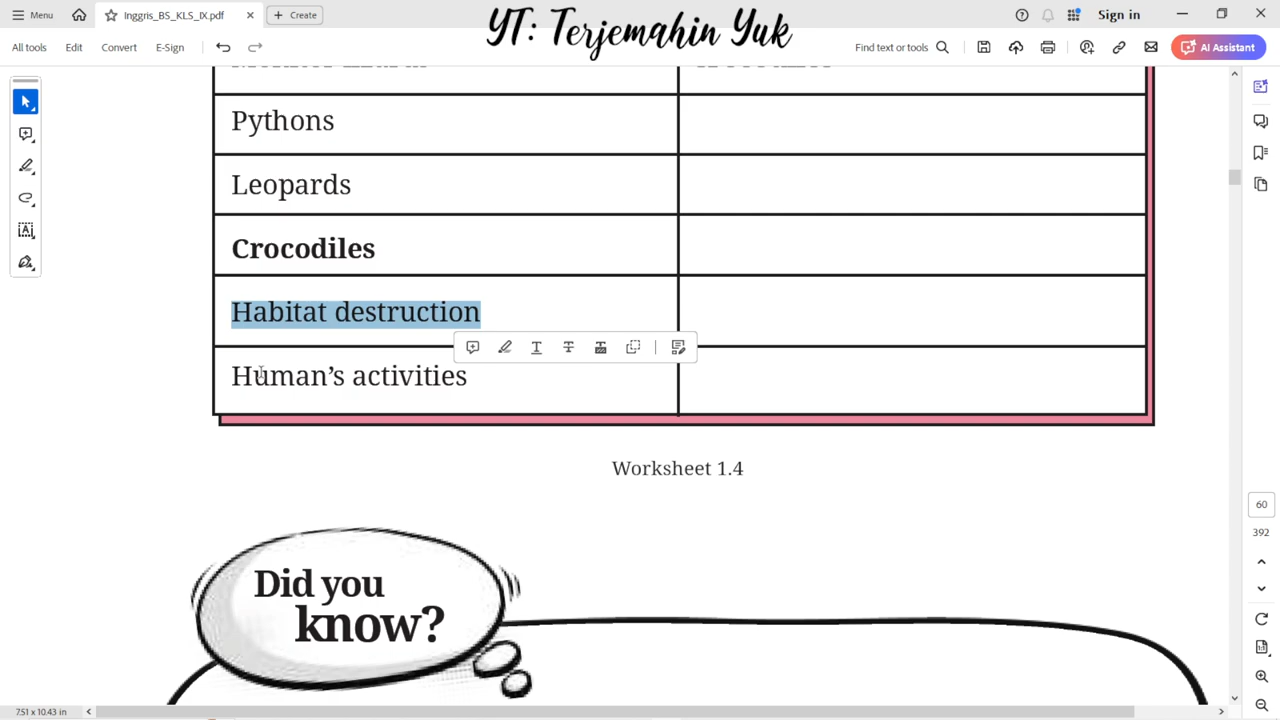 Menu
Inggris_BS_KLS_IX.pdf
Create
YT: Terjemahin Yuk
Sign in
All tools
Edit
Convert
E-Sign
Find text or tools
AI Assistant
Pythons
Leopards
Crocodiles
Habitat destruction
Human's activities
Worksheet 1.4
Did you
know?
60
392
7.51 x 10.43 in